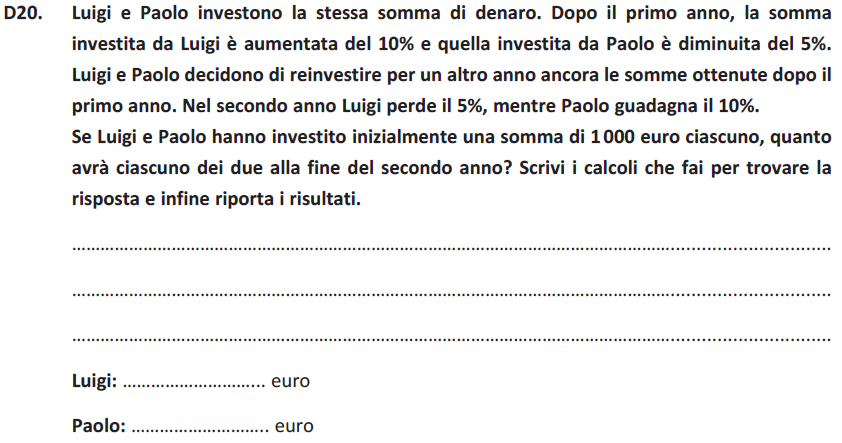 D20. Luigi e Paolo investono la stessa somma di denaro. Dopo il primo anno, la somma
investita da Luigi è aumentata del 10% e quella investita da Paolo è diminuita del 5%.
Luigi e Paolo decidono di reinvestire per un altro anno ancora le somme ottenute dopo il
primo anno. Nel secondo anno Luigi perde il 5%, mentre Paolo guadagna il 10%.
Se Luigi e Paolo hanno investito inizialmente una somma di 1000 euro ciascuno, quanto
avrà ciascuno dei due alla fine del secondo anno? Scrivi i calcoli che fai per trovare la
risposta e infine riporta i risultati.
................................................................................
................................................................................
................................................................................
Luigi: ............................. euro
Paolo: ............................. euro